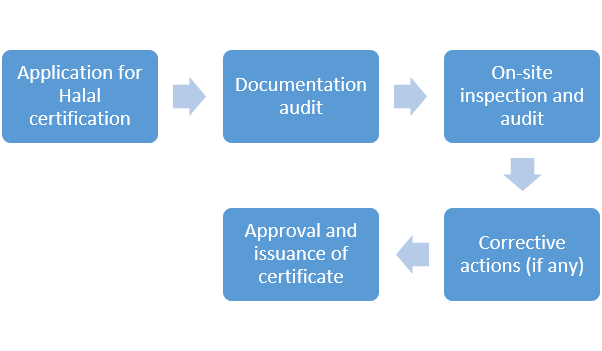 Application for
Halal
certification
Documentation
audit
On-site
inspection and
audit
Corrective
actions (if any)
Approval and
issuance of
certificate